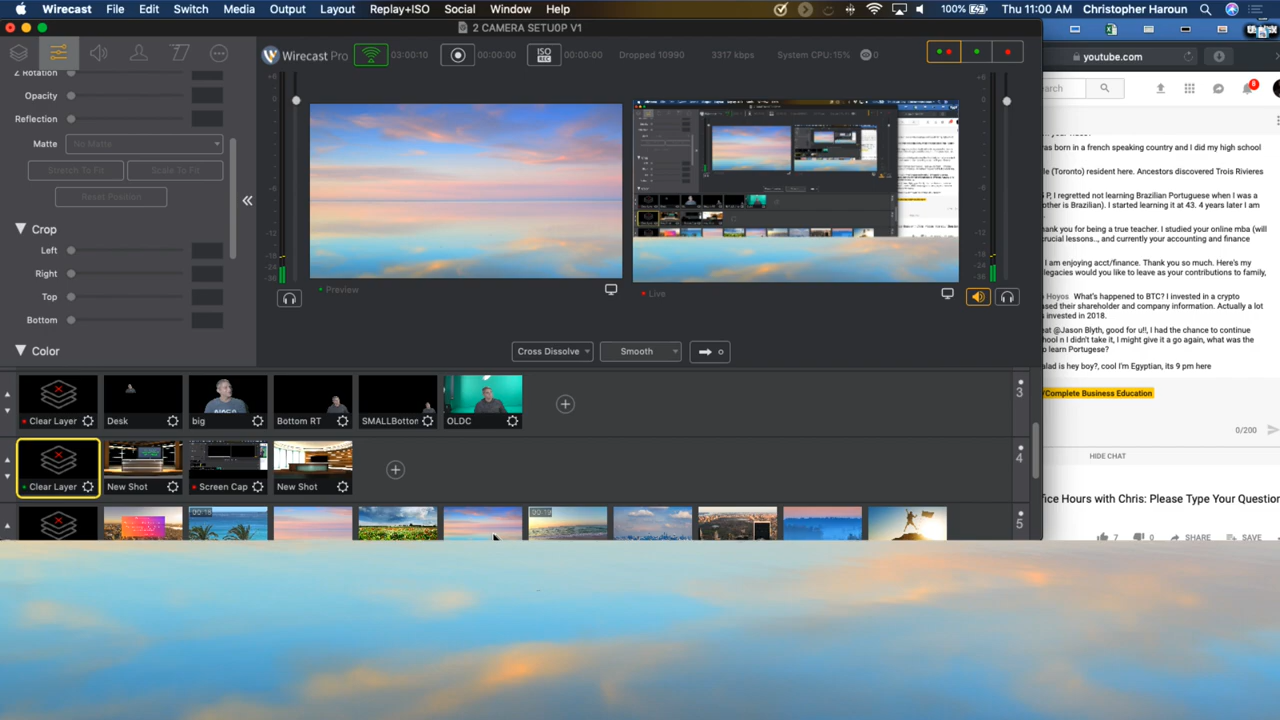 Wirecast File Edit Switch Media Output Layout Replay+ISO Social Window Help 100% Thu 11:00 AM Christopher Haroun
2 CAMERA SETUOP V1
Wirecast Pro 03:00:10 00:00:00 ISO REC 00:00:00 Dropped 10990 3317 kbps System CPU:15% 0
youtube.com
Z Rotation
Opacity
Reflection
Matte No Matte
Stretch To Fit Scale To Fit
Reset Position
Crop
Left
Right
Top
Bottom
Color
Preview
Live
Cross Dissolve Smooth
Clear Layer Desk big Bottom RT SMALLBottom OLDC
3
Clear Layer New Shot Screen Cap New Shot
4
5
arch
8
was born in a french speaking country and I did my high school
le (Toronto) resident here. Ancestors discovered Trois Rivieres
P, I regretted not learning Brazilian Portuguese when I was a
other is Brazilian). I started learning it at 43. 4 years later I am
ank you for being a true teacher. I studied your online mba (will
crucial lessons.., and currently your accounting and finance
I am enjoying acct/finance. Thank you so much. Here's my
legacies would you like to leave as your contributions to family,
Hoyos What's happened to BTC? I invested in a crypto
ased their shareholder and company information. Actually a lot
s invested in 2018.
eat @Jason Blyth, good for u!!, I had the chance to continue
hool n I didn't take it, I might give it a go again, what was the
o learn Portugese?
alad is hey boy?, cool I'm Egyptian, its 9 pm here
/Complete Business Education
0/200
HIDE CHAT
fice Hours with Chris: Please Type Your Question
7 0 SHARE SAVE